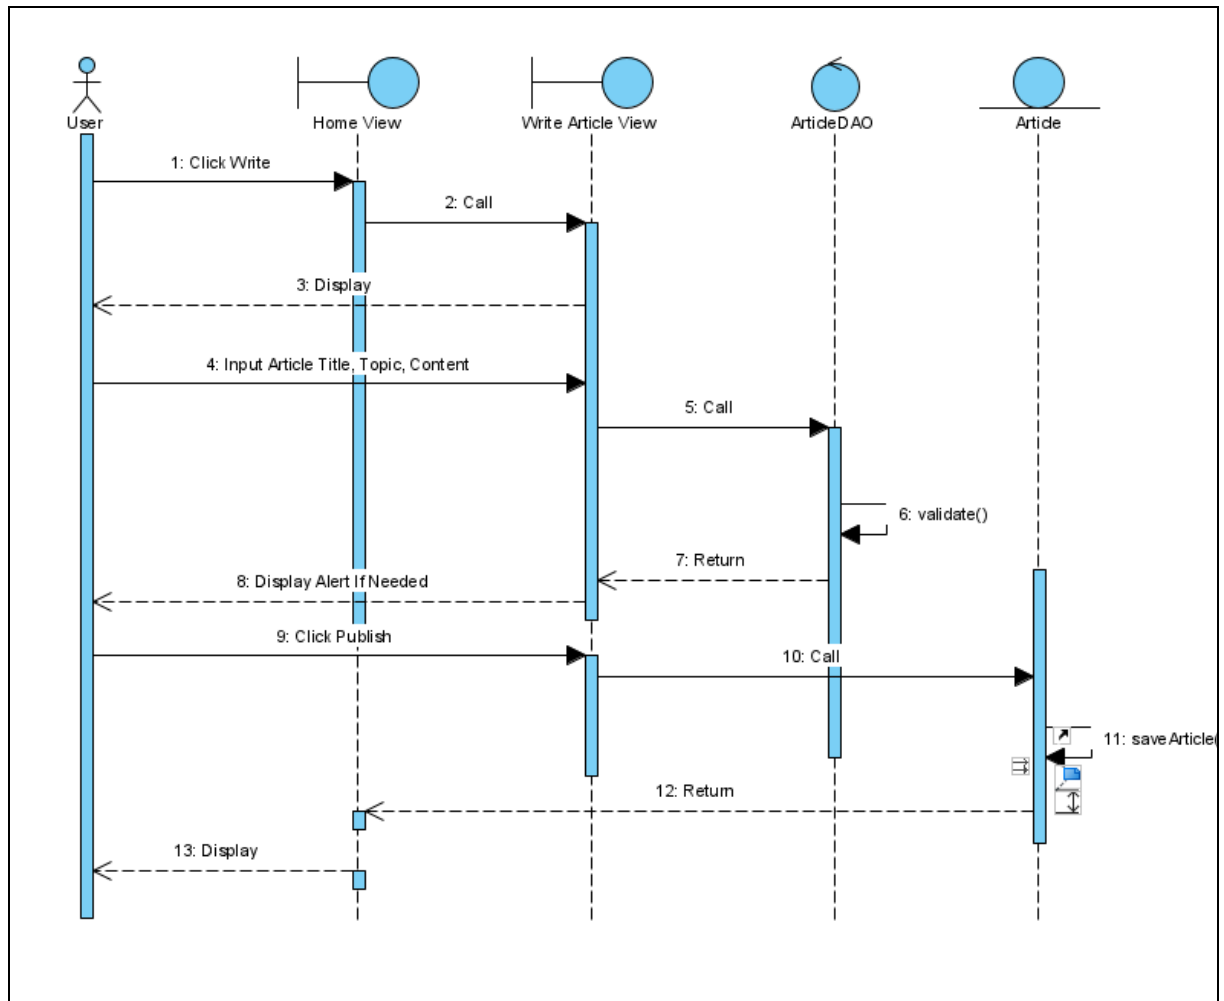 User
Home View
Write Article View
ArticleDAO
Article
1: Click Write
2: Call
3: Display
4: Input Article Title, Topic, Content
5: Call
6: validate()
7: Return
8: Display Alert If Needed
9: Click Publish
10: Call
11: saveArticle(
12: Return
13: Display